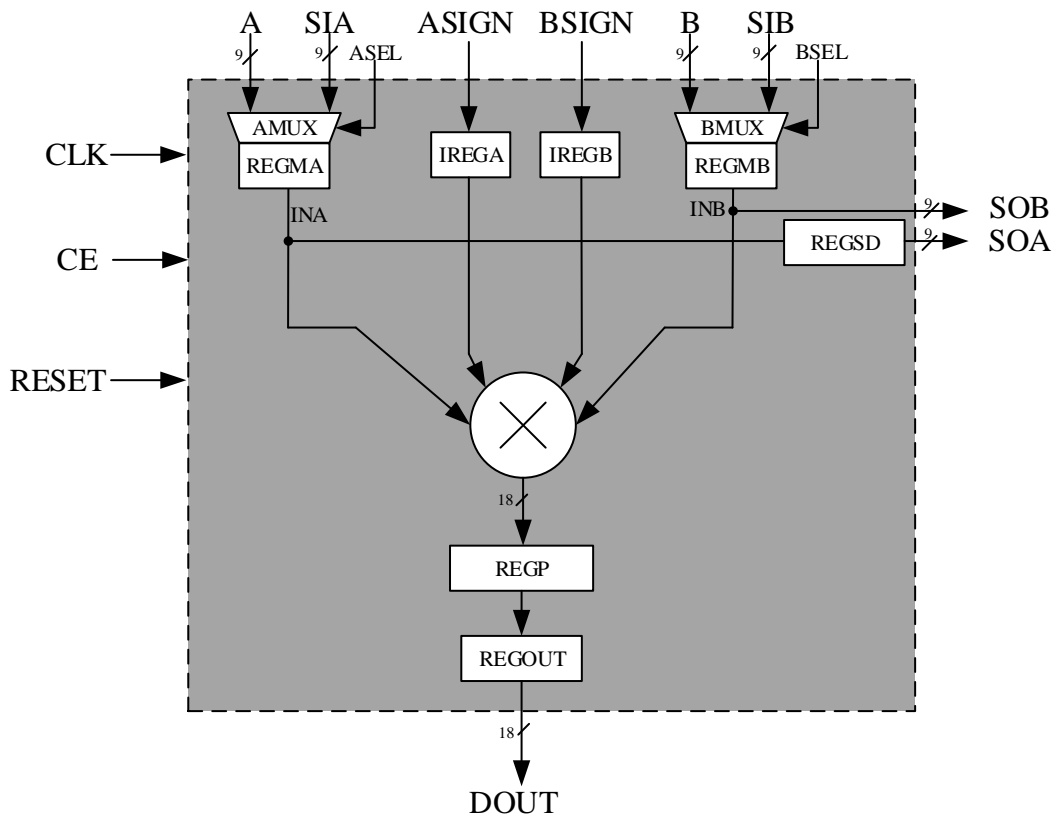 A SIA ASIGN BSIGN B SIB
9 9 ASEL 9 9 BSEL
AMUX BMUX
CLK REGMA IREGA IREGB REGMB
INA INB 9 SOB
REGSD 9 SOA
CE
RESET
18
REGP
REGOUT
18
DOUT